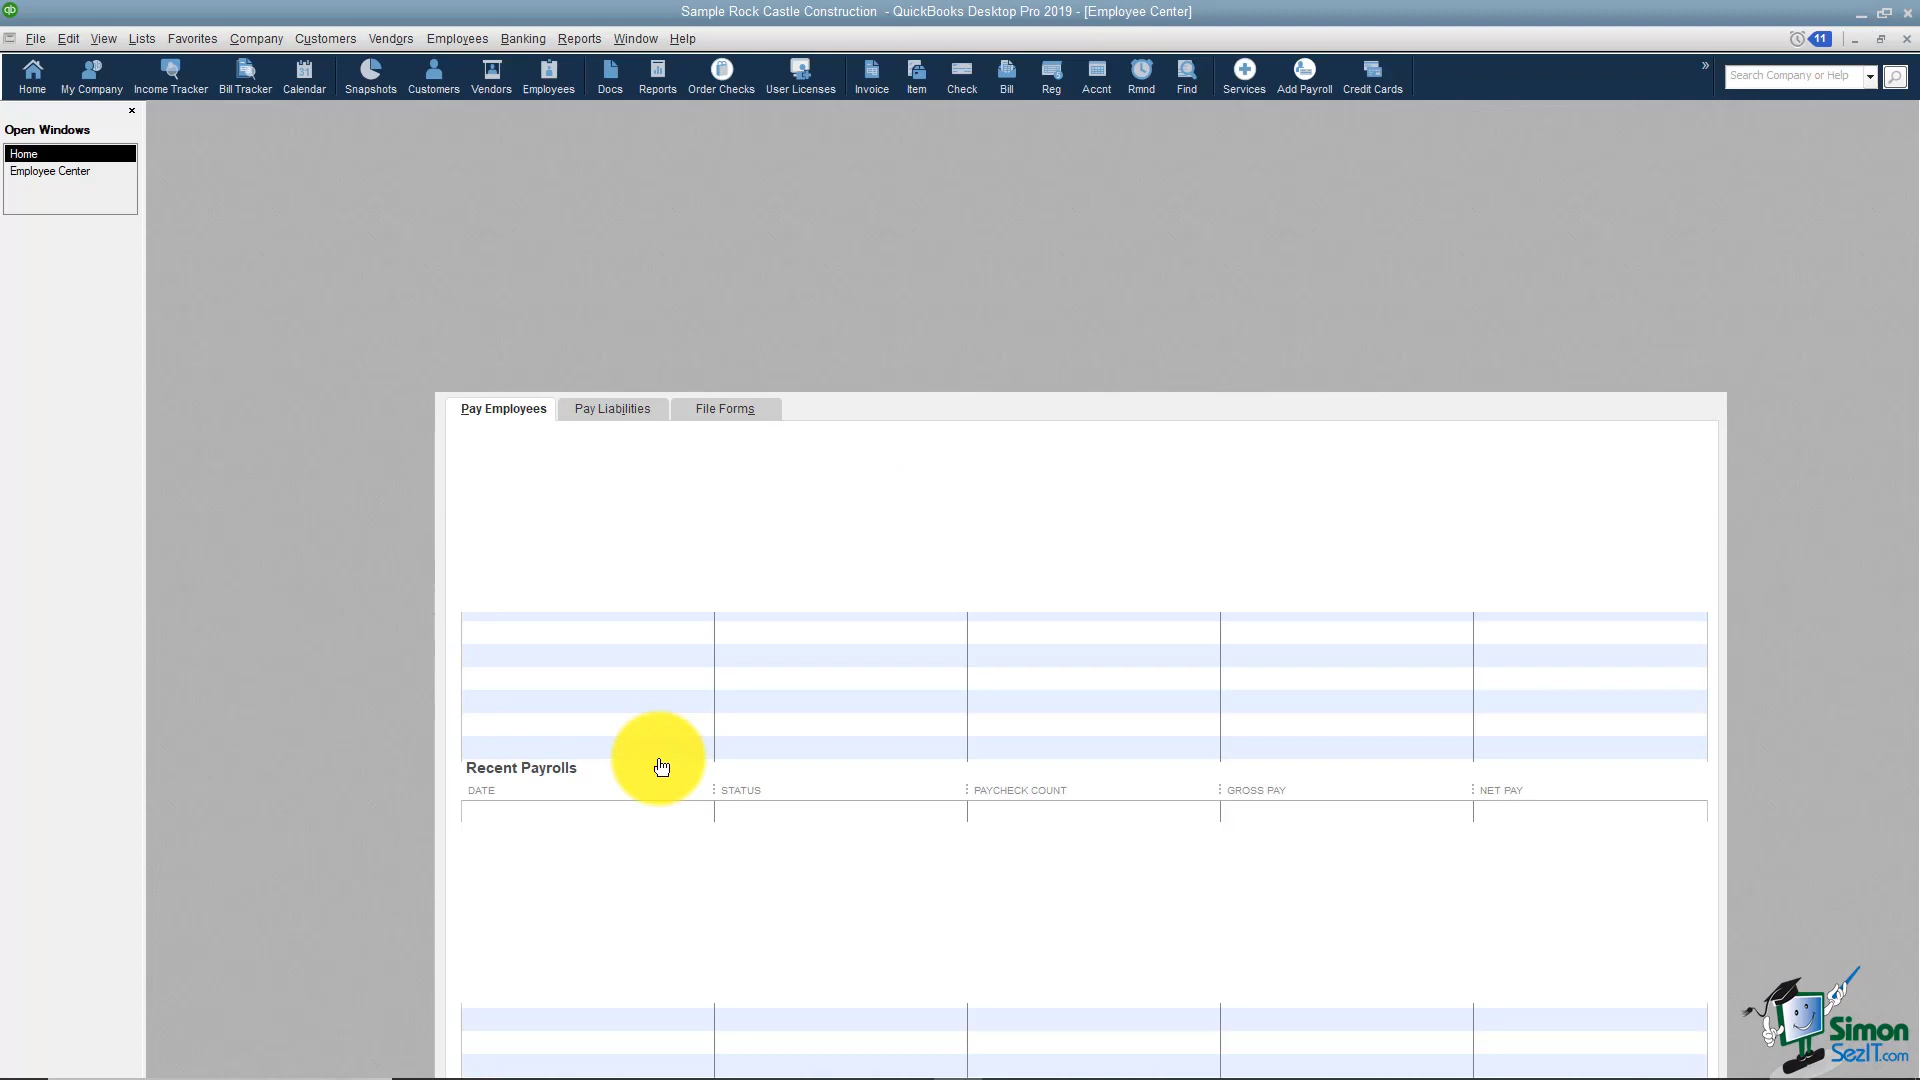 Sample Rock Castle Construction - QuickBooks Desktop Pro 2019 - [Employee Center]
qb
File Edit View Lists Favorites Company Customers Vendors Employees Banking Reports Window Help
11
Home My Company Income Tracker Bill Tracker Calendar Snapshots Customers Vendors Employees Docs Reports Order Checks User Licenses Invoice Item Check Bill Reg Accnt Rmnd Find Services Add Payroll Credit Cards
» Search Company or Help
Open Windows
Home
Employee Center
Pay Employees Pay Liabilities File Forms
Recent Payrolls
DATE STATUS PAYCHECK COUNT GROSS PAY NET PAY
Simon
SezIT.com